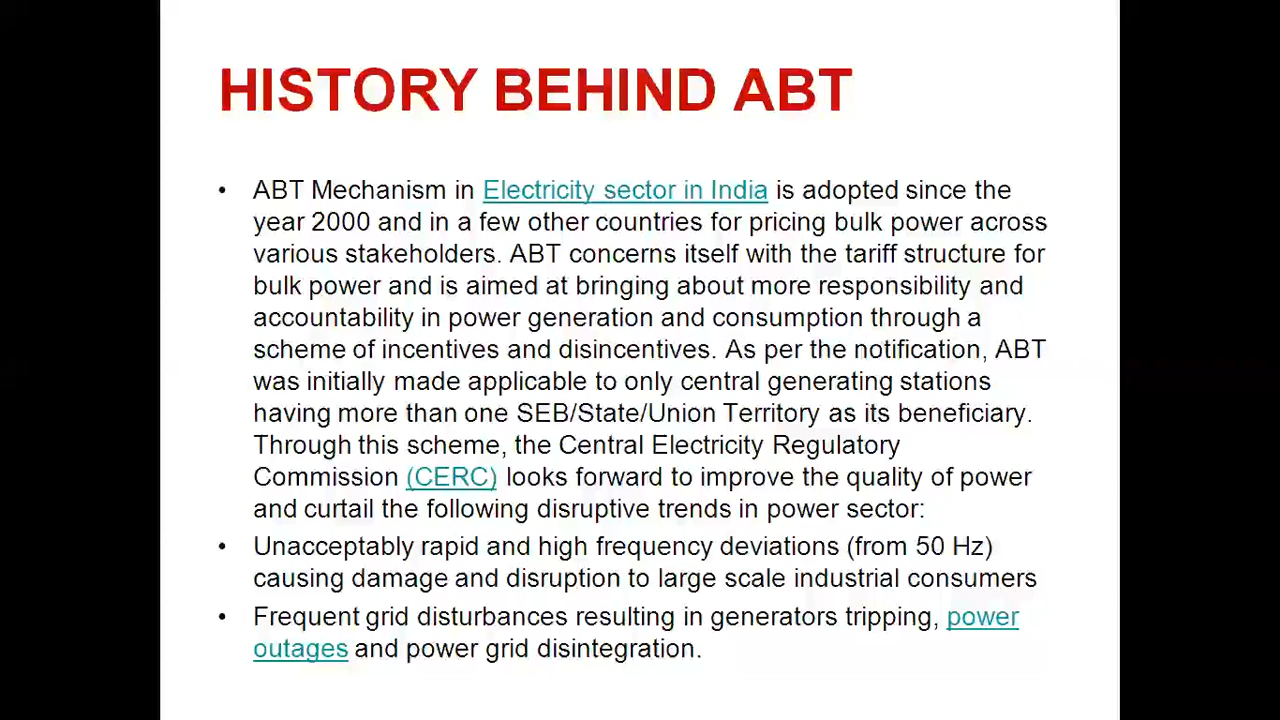 HISTORY BEHIND ABT
• ABT Mechanism in Electricity sector in India is adopted since the
year 2000 and in a few other countries for pricing bulk power across
various stakeholders. ABT concerns itself with the tariff structure for
bulk power and is aimed at bringing about more responsibility and
accountability in power generation and consumption through a
scheme of incentives and disincentives. As per the notification, ABT
was initially made applicable to only central generating stations
having more than one SEB/State/Union Territory as its beneficiary.
Through this scheme, the Central Electricity Regulatory
Commission (CERC) looks forward to improve the quality of power
and curtail the following disruptive trends in power sector:
• Unacceptably rapid and high frequency deviations (from 50 Hz)
causing damage and disruption to large scale industrial consumers
• Frequent grid disturbances resulting in generators tripping, power
outages and power grid disintegration.